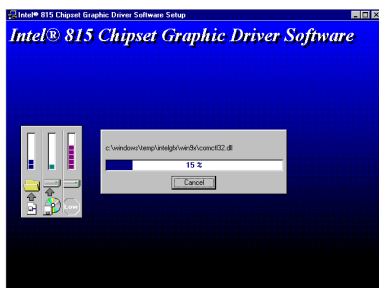 Intel® 815 Chipset Graphic Driver Software Setup
Intel® 815 Chipset Graphic Driver Software
c:\windows\temp\intelgfx\win9x\comctl32.dll
15 %
Cancel
Low